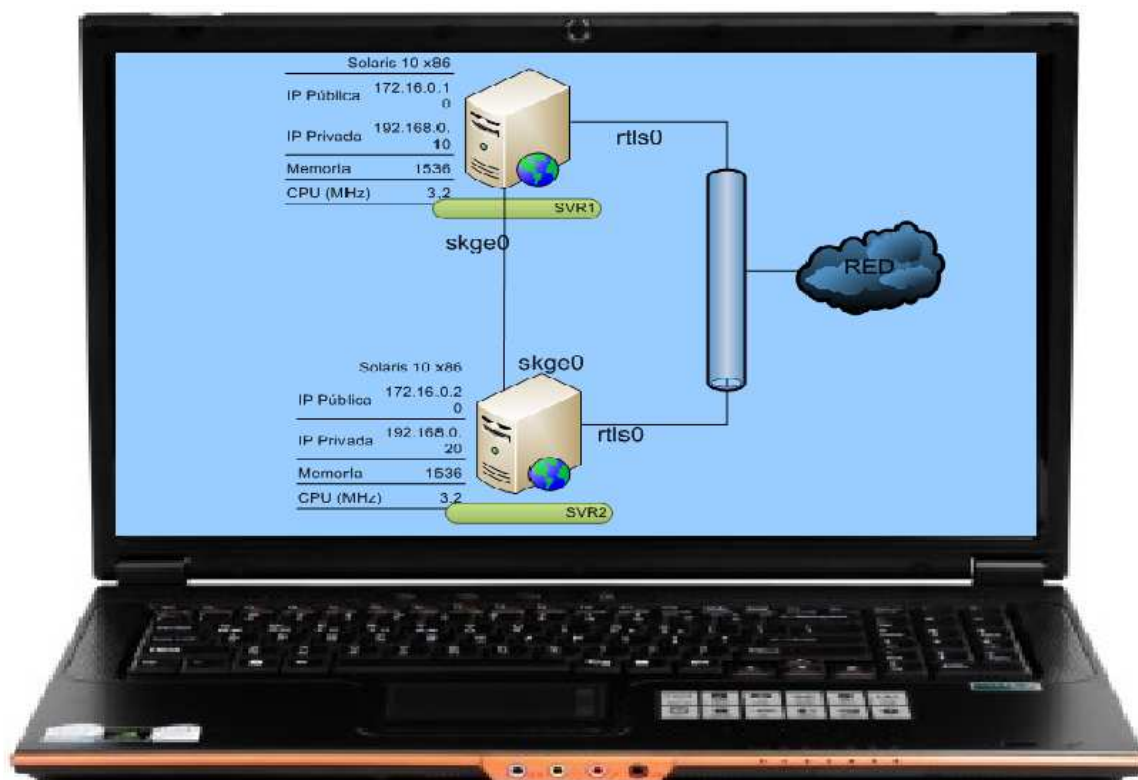 Solaris 10 x86
IP Pública 172.16.0.1
0
IP Privada 192.168.0.
10
Memoria 1536
CPU (MHz) 3.2
SVR1
rtls0
skge0
RED
Solaris 10 x86
skge0
IP Pública 172.16.0.2
0
IP Privada 192.168.0.
20
rtls0
Memoria 1536
CPU (MHz) 3.2
SVR2